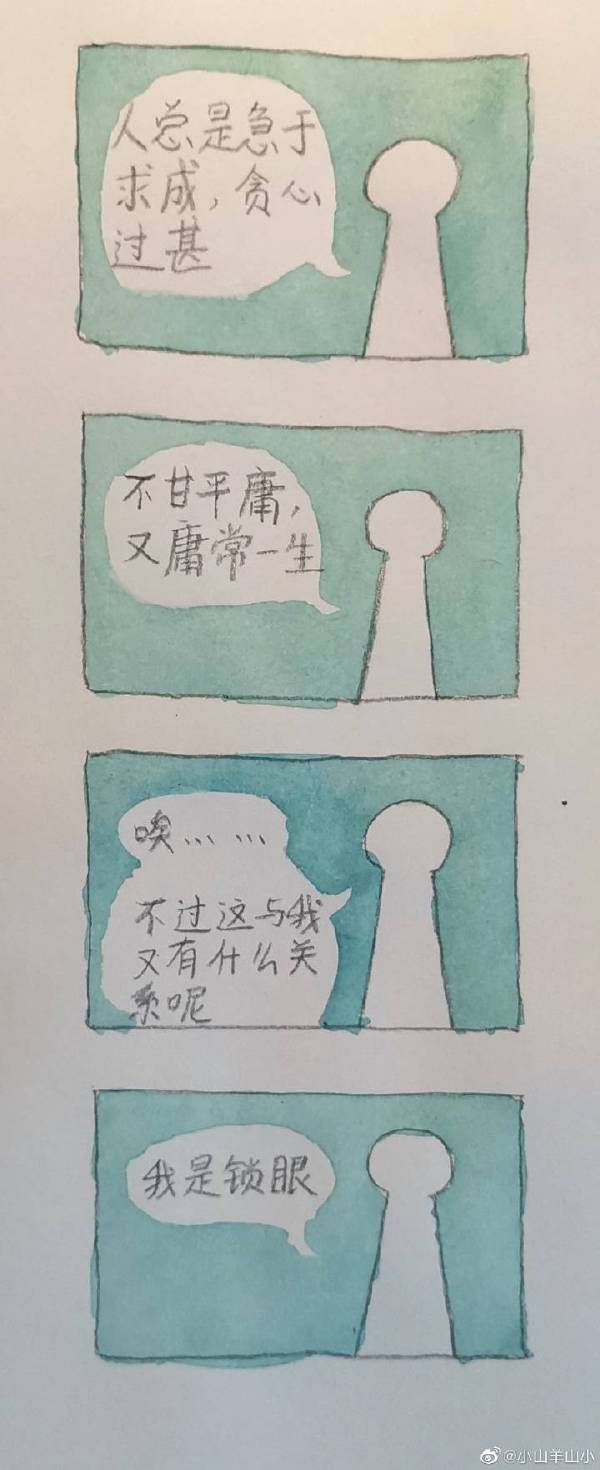 人总是急于
求成，贪心
过甚
不甘平庸，
又庸常一生
唉……
不过这与我
又有什么关
系呢
我是锁眼
@小山羊山小